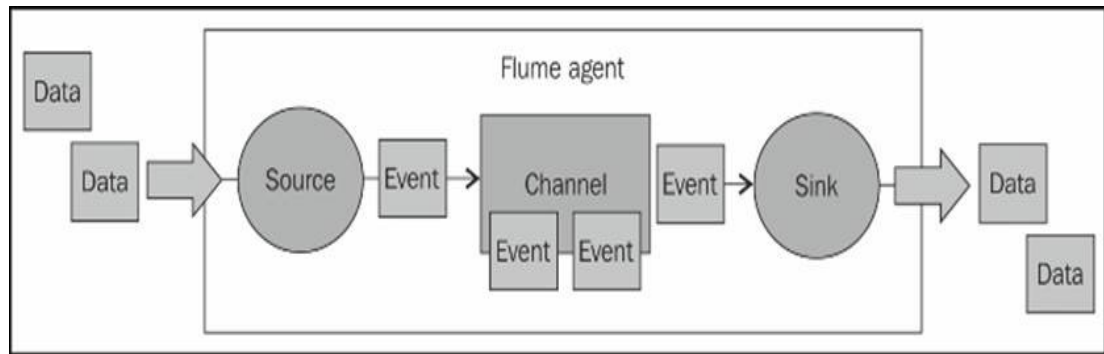 Flume agent
Data
Data
Source
Event
Channel
Event
Event
Event
Sink
Data
Data